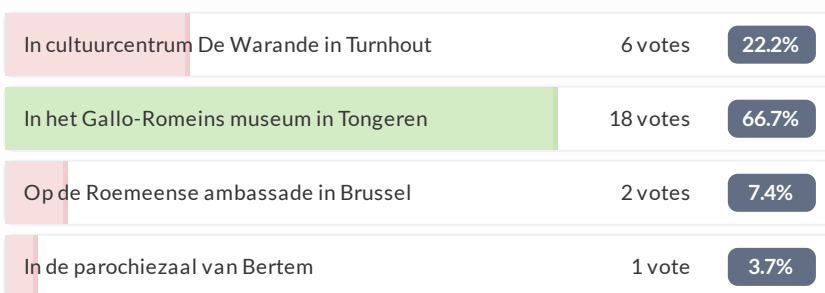 In cultuurcentrum De Warande in Turnhout 6 votes 22.2%
In het Gallo-Romeins museum in Tongeren 18 votes 66.7%
Op de Roemeense ambassade in Brussel 2 votes 7.4%
In de parochiezaal van Bertem 1 vote 3.7%